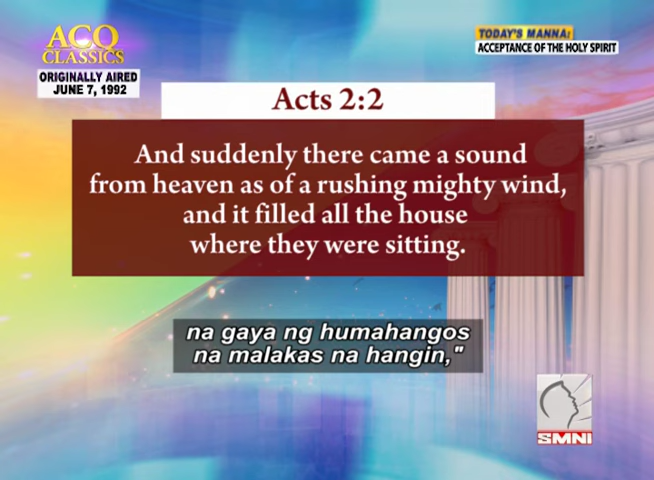 ACQ
CLASSICS
ORIGINALLY AIRED
JUNE 7, 1992
TODAY'S MANNA:
ACCEPTANCE OF THE HOLY SPIRIT
Acts 2:2
And suddenly there came a sound
from heaven as of a rushing mighty wind,
and it filled all the house
where they were sitting.
na gaya ng humahangos
na malakas na hangin,"
SMNI